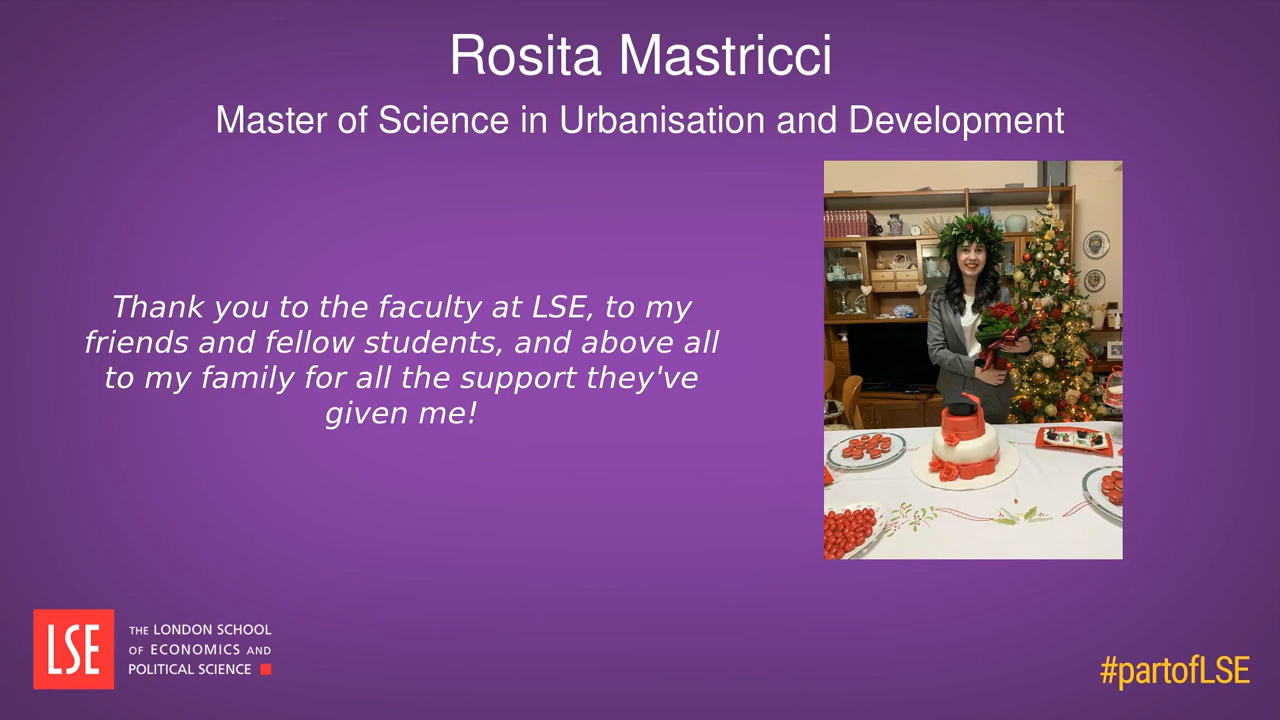 Rosita Mastricci
Master of Science in Urbanisation and Development
Thank you to the faculty at LSE, to my
friends and fellow students, and above all
to my family for all the support they've
given me!
LSE
THE LONDON SCHOOL
OF ECONOMICS AND
POLITICAL SCIENCE
#partofLSE